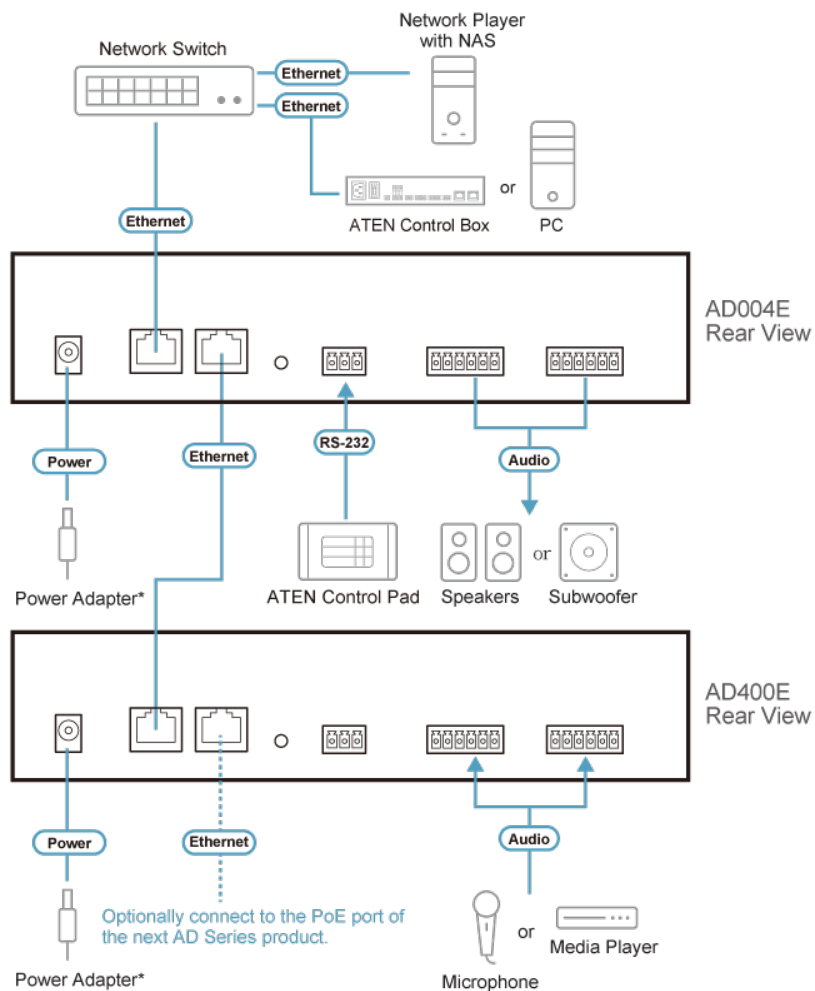 Network Player
with NAS
Network Switch
Ethernet
Ethernet
or
ATEN Control Box
PC
Ethernet
AD004E
Rear View
RS-232
Power
Ethernet
Audio
or
Power Adapter*
ATEN Control Pad
Speakers
Subwoofer
AD400E
Rear View
Power
Ethernet
Audio
Optionally connect to the PoE port of
the next AD Series product.
or
Media Player
Power Adapter*
Microphone